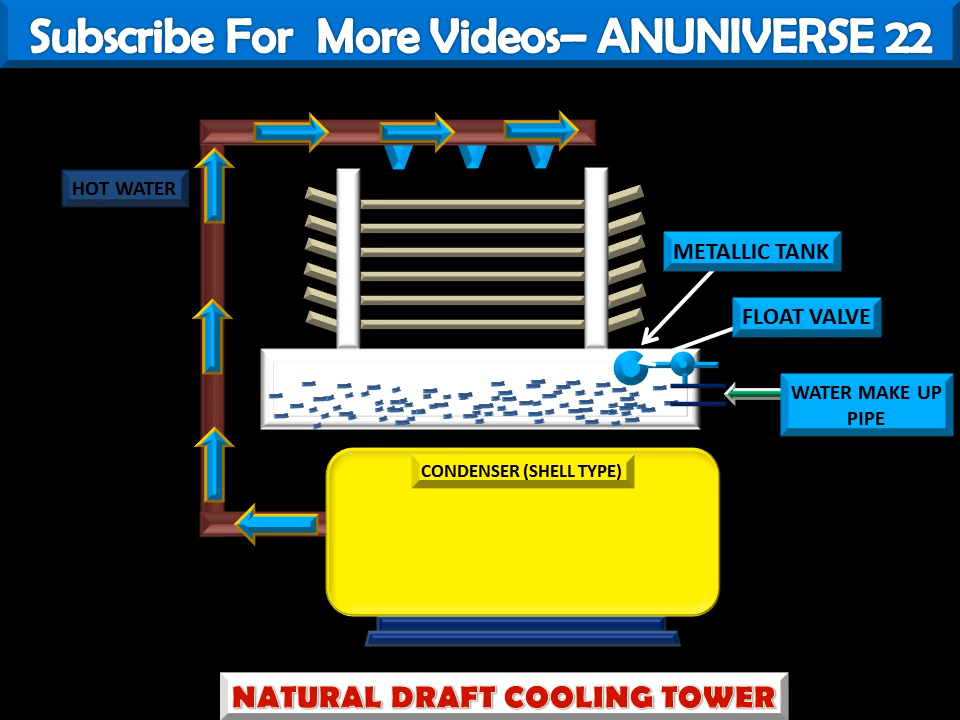 Subscribe For More Videos– ANUNIVERSE 22
HOT WATER
METALLIC TANK
FLOAT VALVE
WATER MAKE UP
PIPE
CONDENSER (SHELL TYPE)
NATURAL DRAFT COOLING TOWER